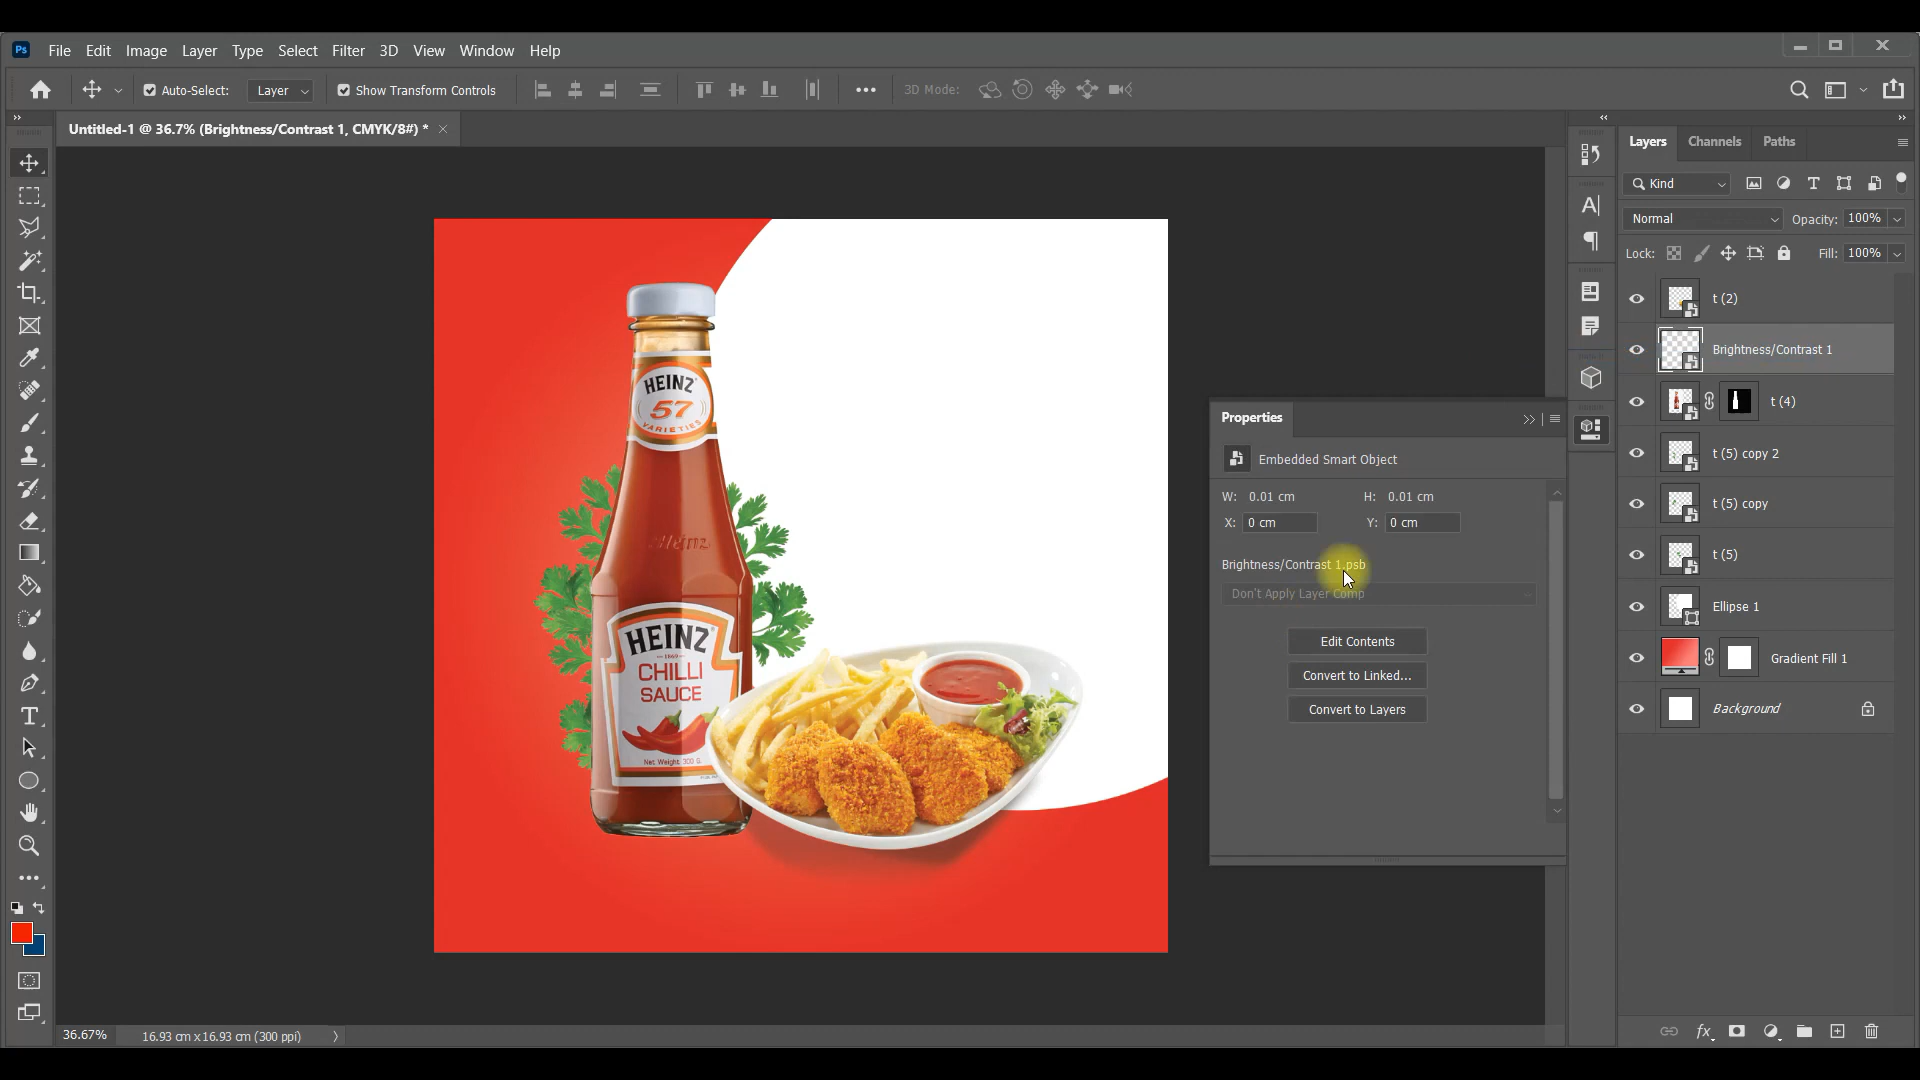 Ps File Edit Image Layer Type Select Filter 3D View Window Help
Auto-Select: Layer Show Transform Controls 3D Mode:
Untitled-1 @ 36.7% (Brightness/Contrast 1, CMYK/8#) *
HEINZ
57
VARIETIES
Heinz
HEINZ
1869
CHILLI
SAUCE
Net Weight 300 G.
Properties
Embedded Smart Object
W: 0.01 cm H: 0.01 cm
X: 0 cm Y: 0 cm
Brightness/Contrast 1.psb
Don't Apply Layer Comp
Edit Contents
Convert to Linked...
Convert to Layers
Layers Channels Paths
Kind
Normal Opacity: 100%
Lock: Fill: 100%
t (2)
Brightness/Contrast 1
t (4)
t (5) copy 2
t (5) copy
t (5)
Ellipse 1
Gradient Fill 1
Background
fx
36.67% 16.93 cm x 16.93 cm (300 ppi)